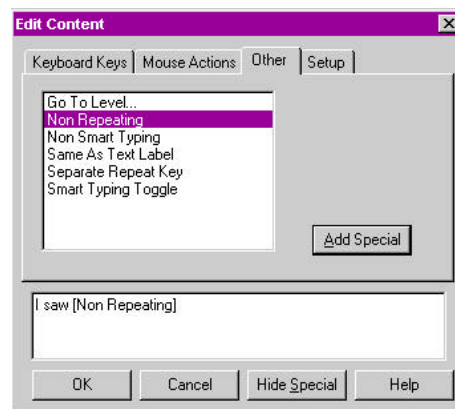 Edit Content
Keyboard Keys Mouse Actions Other Setup
Go To Level...
Non Repeating
Non Smart Typing
Same As Text Label
Separate Repeat Key
Smart Typing Toggle
Add Special
I saw [Non Repeating]
OK Cancel Hide Special Help